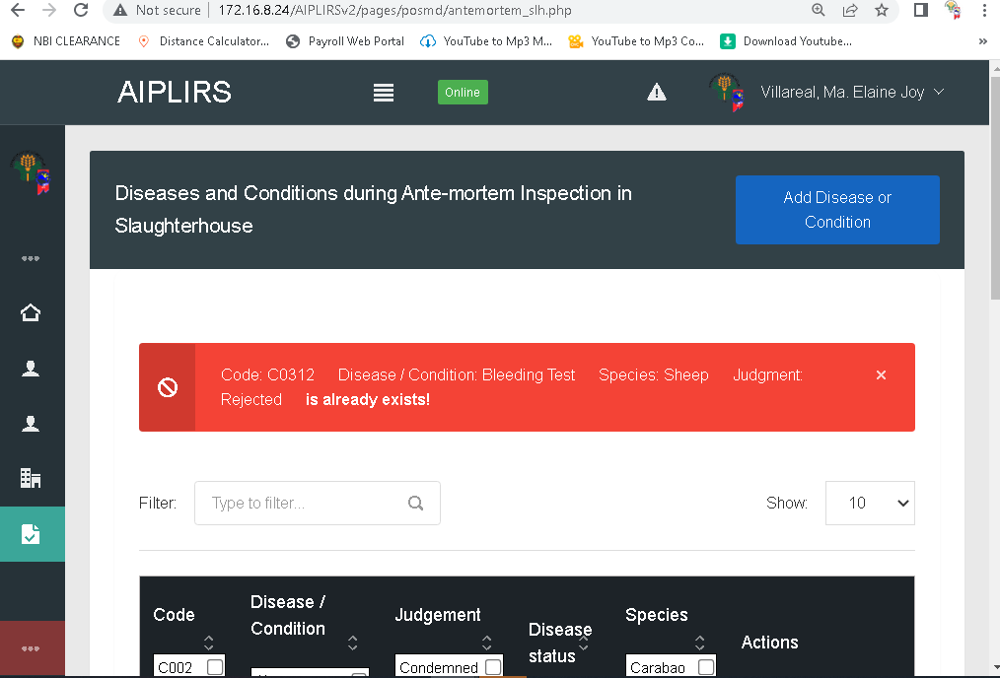 Not secure | 172.16.8.24/AIPLIRSv2/pages/posmd/antemortem_slh.php
NBI CLEARANCE Distance Calculator... Payroll Web Portal YouTube to Mp3 M... YouTube to Mp3 Co... Download Youtube... »
AIPLIRS Online Villareal, Ma. Elaine Joy
Diseases and Conditions during Ante-mortem Inspection in
Slaughterhouse
Add Disease or
Condition
Code: C0312 Disease / Condition: Bleeding Test Species: Sheep Judgment:
Rejected is already exists!
Filter: Type to filter... Show: 10
Code
Disease /
Condition
Judgement
Disease
status
Species
Actions
C002 Condemned Carabao